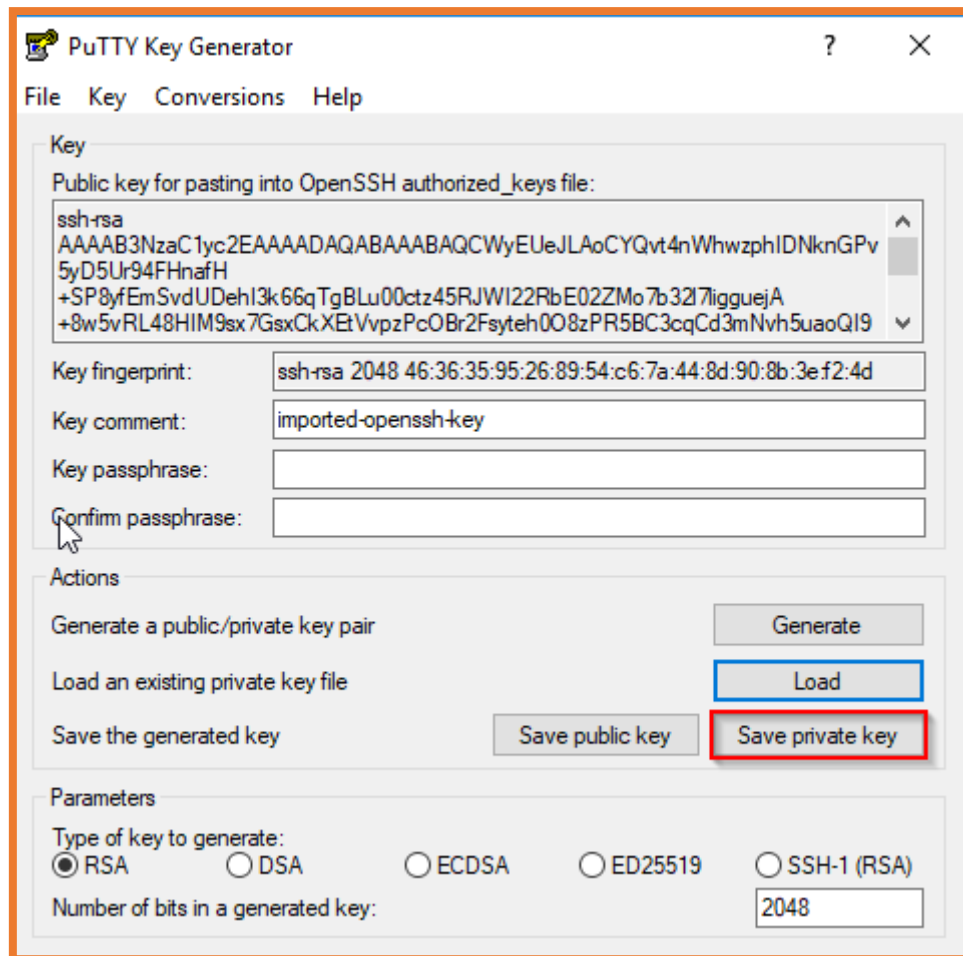 PuTTY Key Generator ?
File Key Conversions Help
Key
Public key for pasting into OpenSSH authorized_keys file:
ssh-rsa
AAAAB3NzaC1yc2EAAAADAQABAAABAQCWyEUeJLAoCYQvt4nWhwzphIDNknGPv
5yD5Ur94FHnafH
+SP8yfEmSvdUDehI3k66qTgBLu00ctz45RJWI22RbE02ZMo7b32I7ligguejA
+8w5vRL48HIM9sx7GsxCkXEtVvpzPcOBr2Fsyteh0O8zPR5BC3cqCd3mNvh5uaoQI9
Key fingerprint: ssh-rsa 2048 46:36:35:95:26:89:54:c6:7a:44:8d:90:8b:3e:f2:4d
Key comment: imported-openssh-key
Key passphrase:
Confirm passphrase:
Actions
Generate a public/private key pair Generate
Load an existing private key file Load
Save the generated key Save public key Save private key
Parameters
Type of key to generate:
RSA DSA ECDSA ED25519 SSH-1 (RSA)
Number of bits in a generated key: 2048